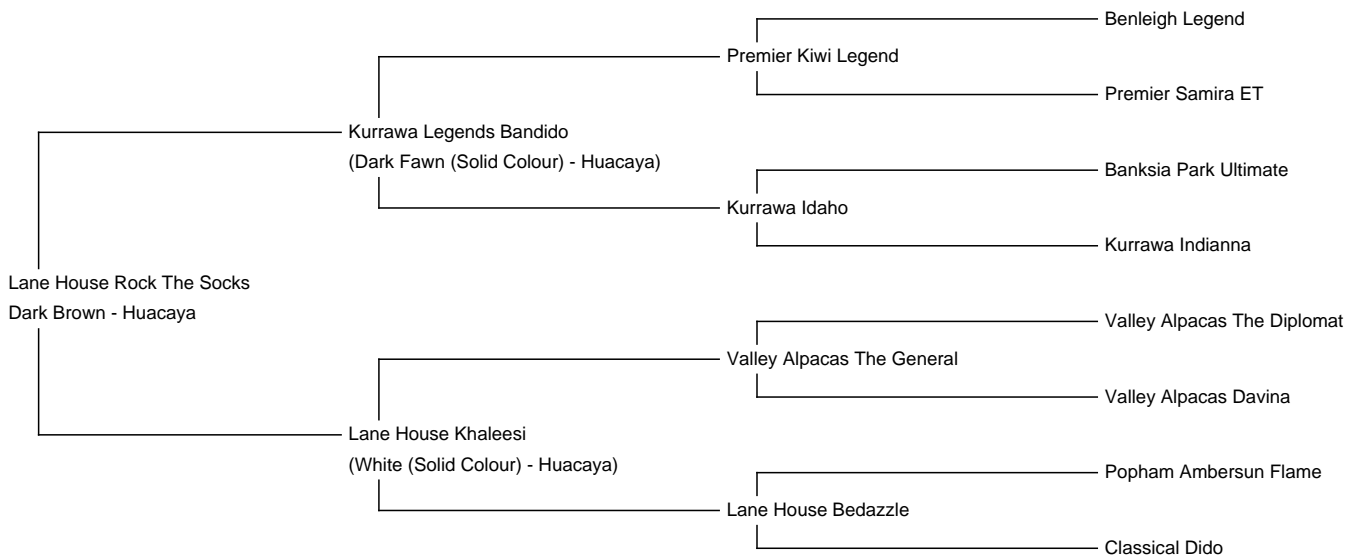 Benleigh Legend
Premier Kiwi Legend
Premier Samira ET
Kurrawa Legends Bandido
(Dark Fawn (Solid Colour) - Huacaya)
Banksia Park Ultimate
Kurrawa Idaho
Kurrawa Indianna
Lane House Rock The Socks
Dark Brown - Huacaya
Valley Alpacas The Diplomat
Valley Alpacas The General
Valley Alpacas Davina
Lane House Khaleesi
(White (Solid Colour) - Huacaya)
Popham Ambersun Flame
Lane House Bedazzle
Classical Dido